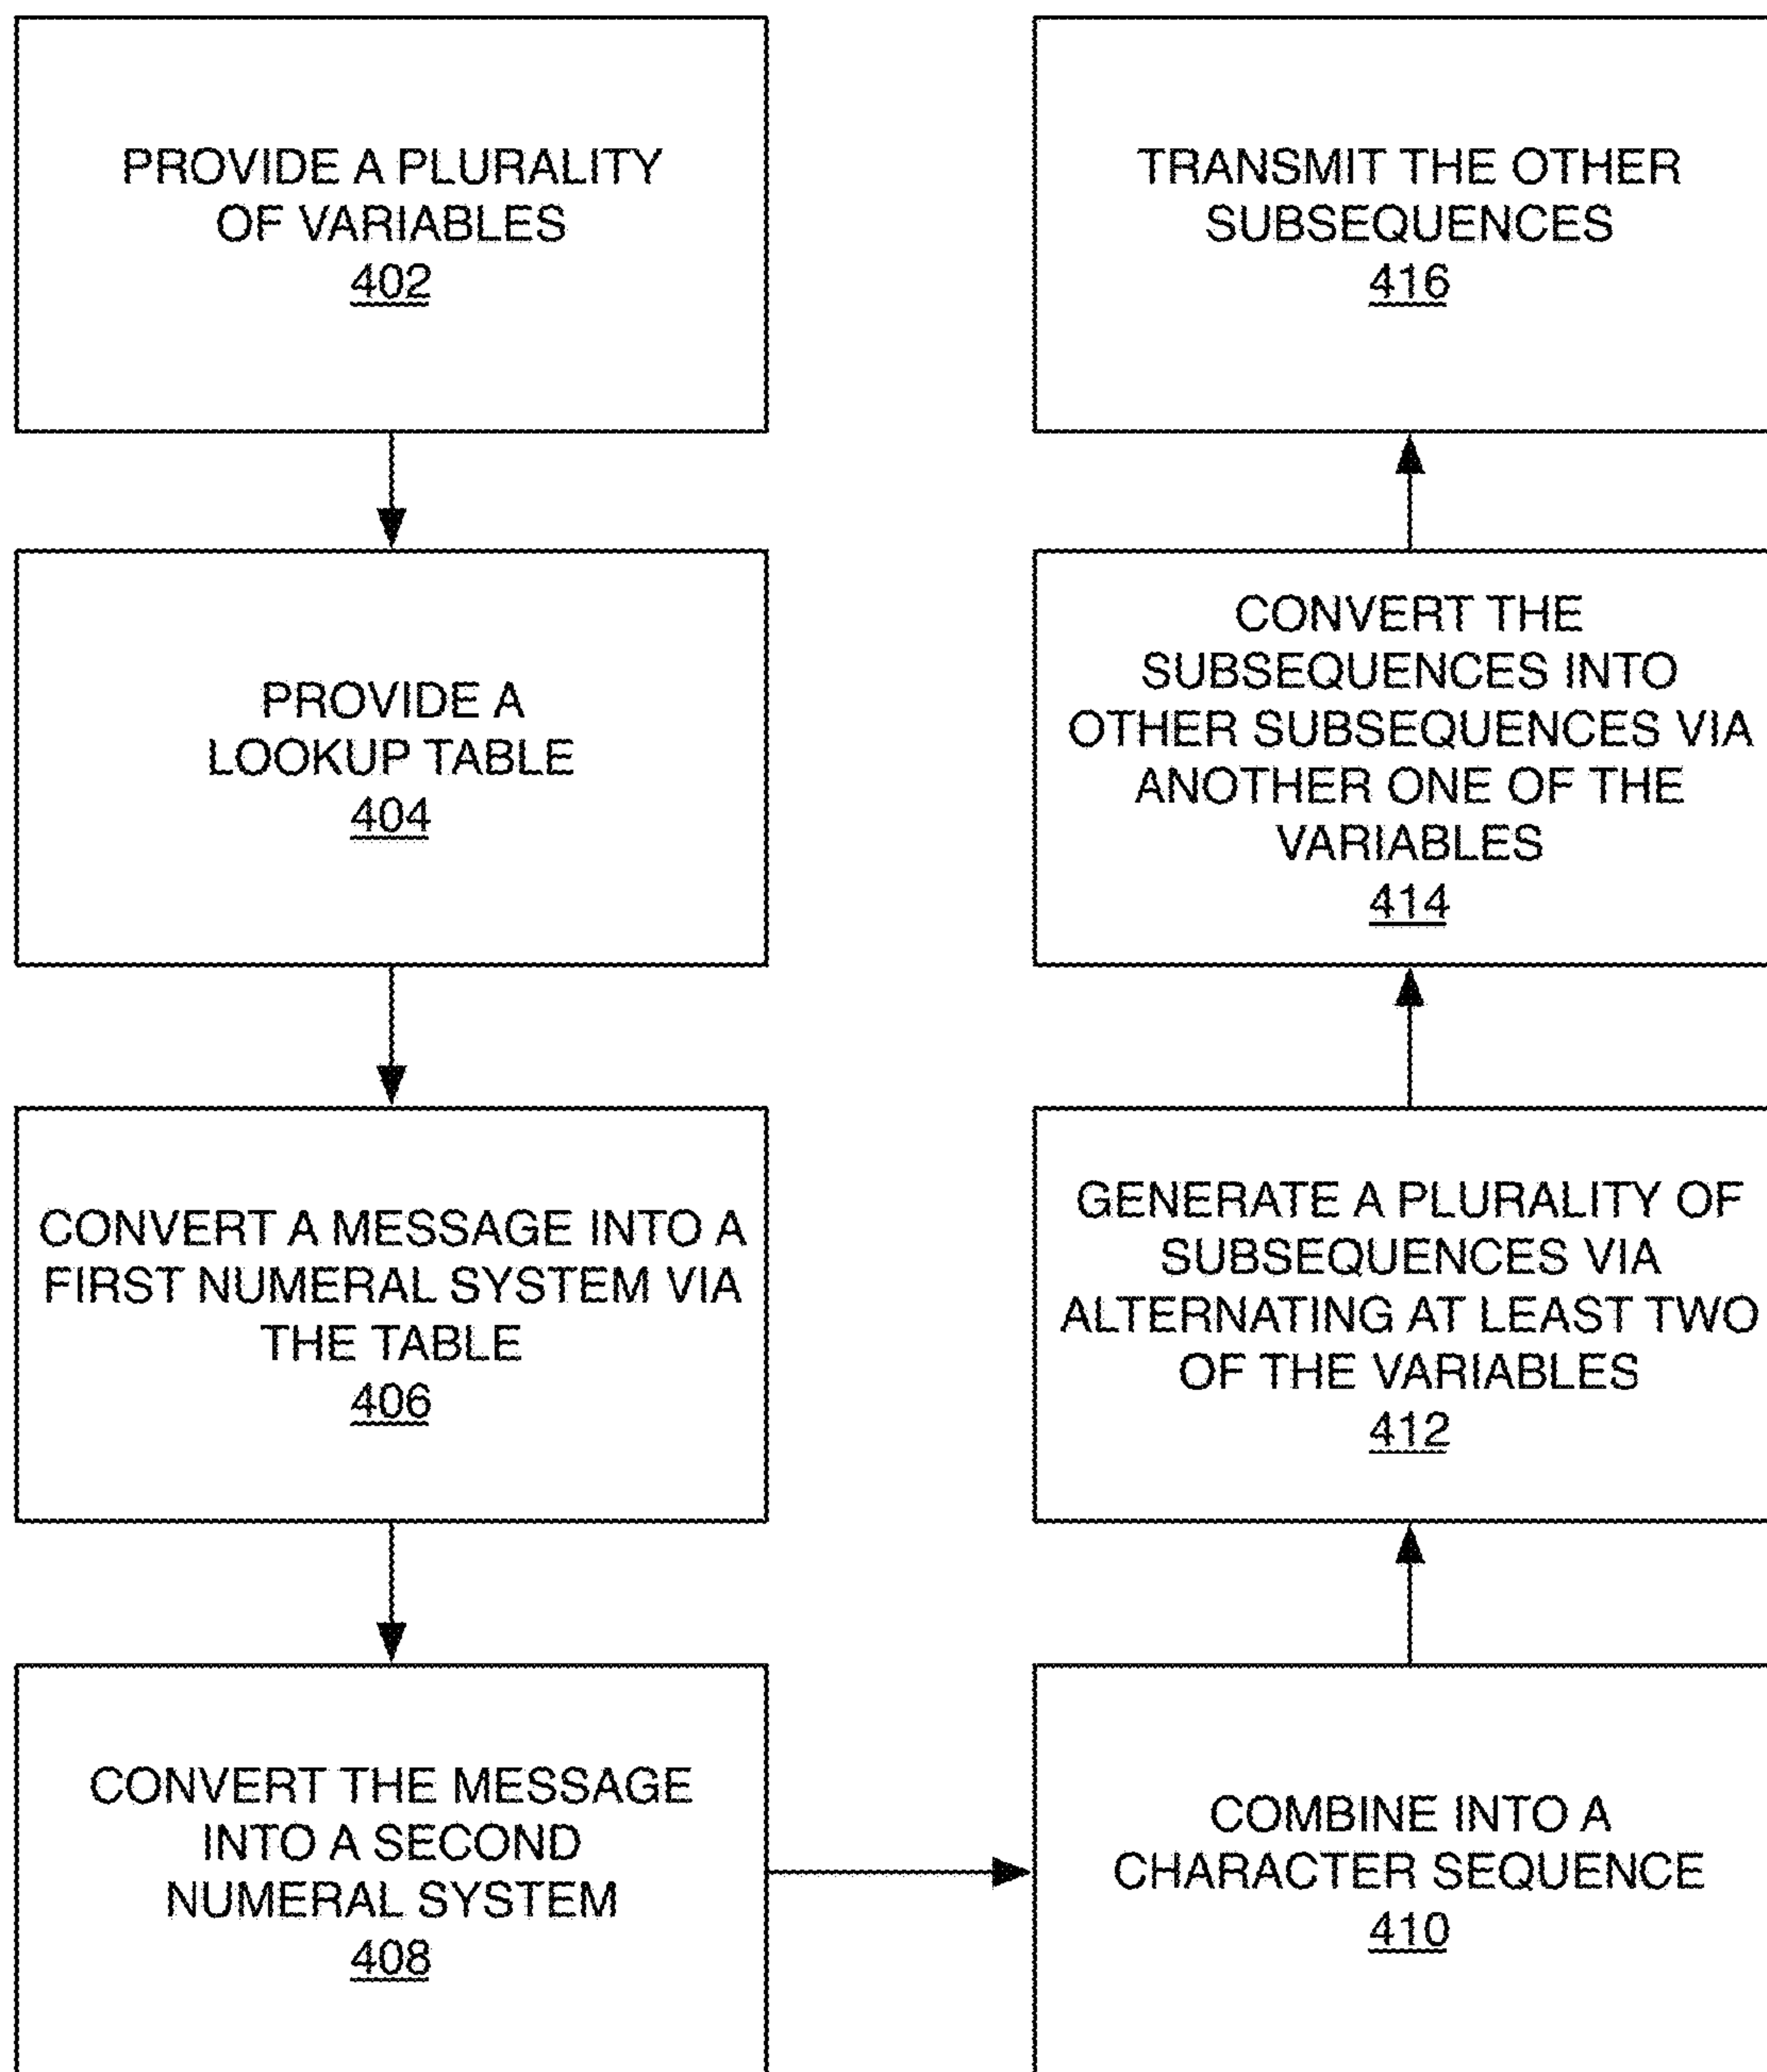 PROVIDE A PLURALITY
OF VARIABLES
402
PROVIDE A
LOOKUP TABLE
404
CONVERT A MESSAGE INTO A
FIRST NUMERAL SYSTEM VIA
THE TABLE
406
CONVERT THE MESSAGE
INTO A SECOND
NUMERAL SYSTEM
408
COMBINE INTO A
CHARACTER SEQUENCE
410
GENERATE A PLURALITY OF
SUBSEQUENCES VIA
ALTERNATING AT LEAST TWO
OF THE VARIABLES
412
CONVERT THE
SUBSEQUENCES INTO
OTHER SUBSEQUENCES VIA
ANOTHER ONE OF THE
VARIABLES
414
TRANSMIT THE OTHER
SUBSEQUENCES
416